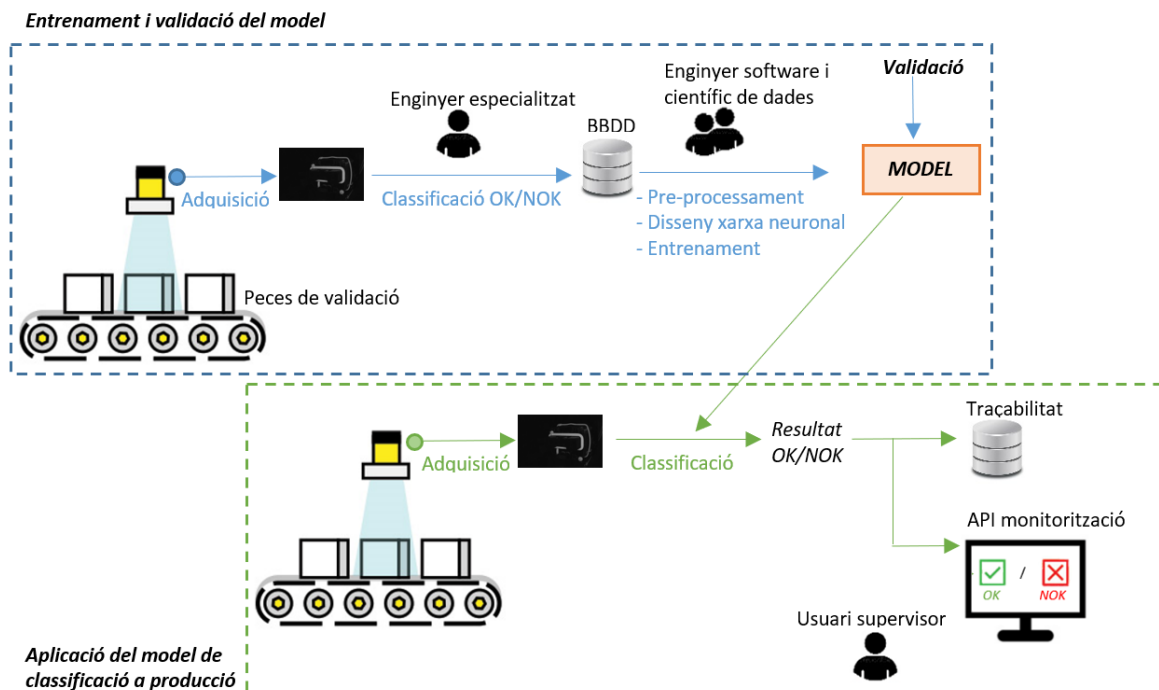 Entrenament i validació del model
Enginyer especialitzat
Enginyer software i
científic de dades
Validació
BBDD
MODEL
Adquisició
Classificació OK/NOK
- Pre-processament
- Disseny xarxa neuronal
- Entrenament
Peces de validació
Traçabilitat
Adquisició
Classificació
Resultat
OK/NOK
API monitorització
/
OK
NOK
Usuari supervisor
Aplicació del model de
classificació a producció